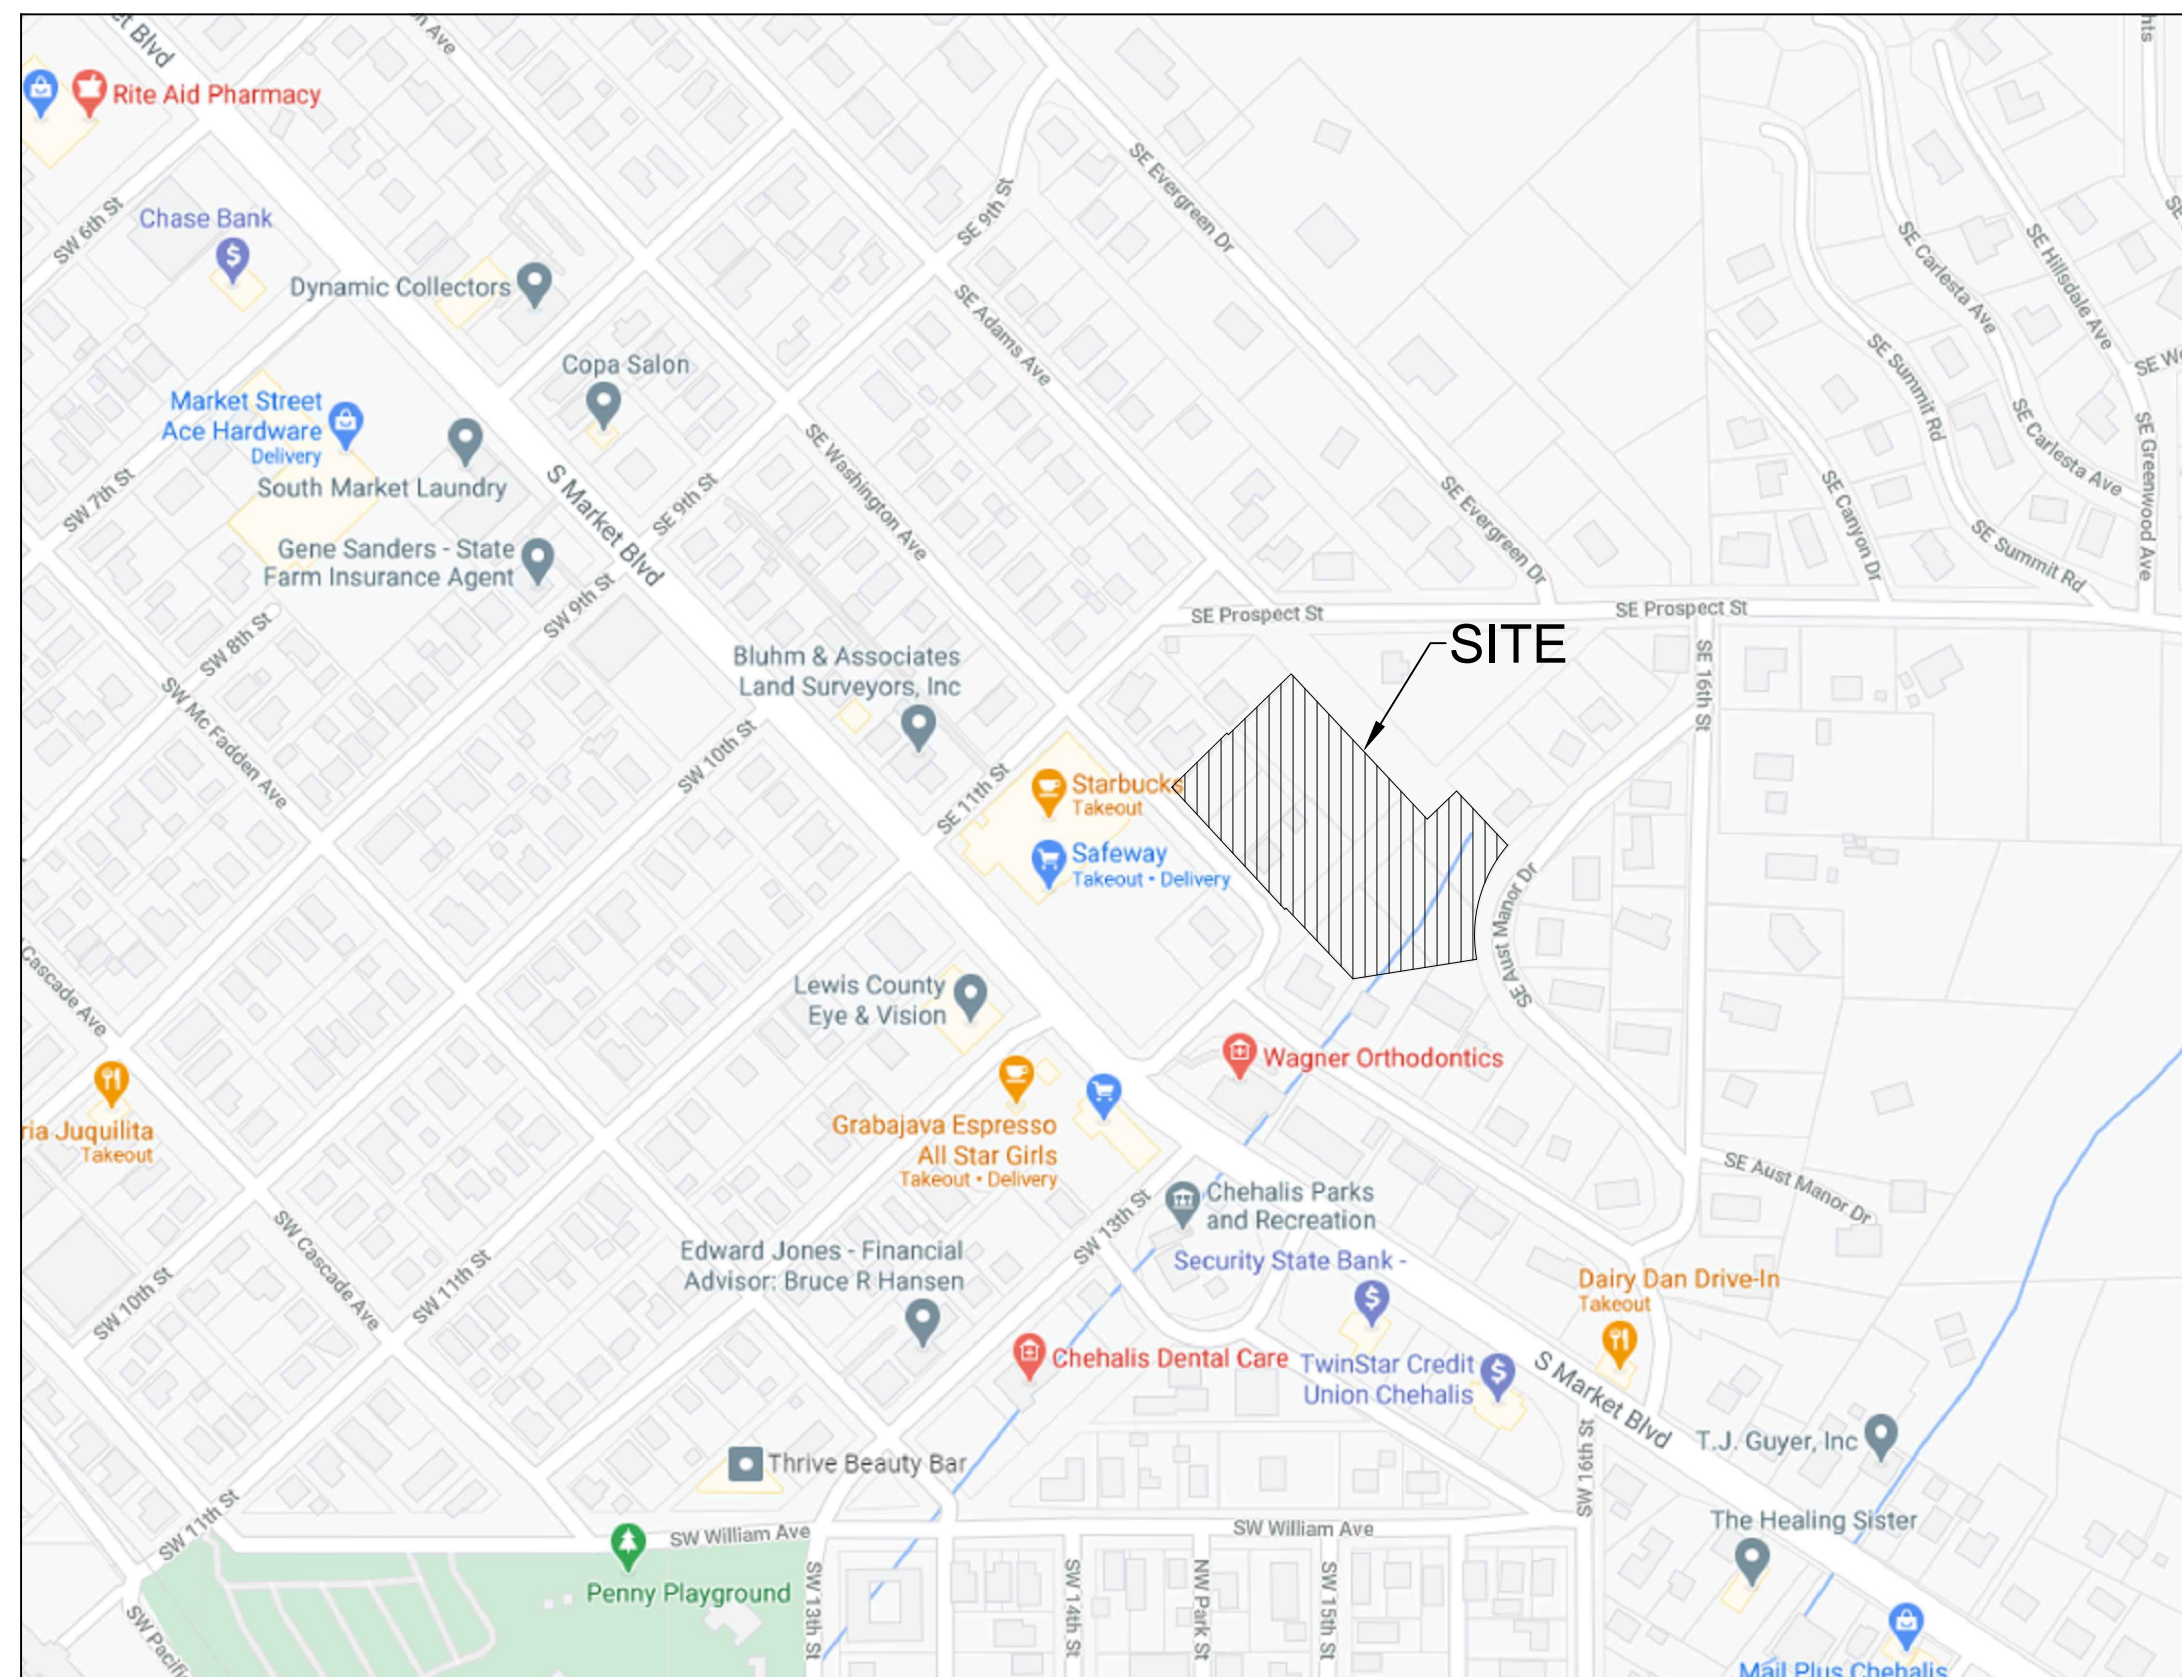 et Blvd
n Ave
hts
Rite Aid Pharmacy
SW 6th St
Chase Bank
Dynamic Collectors
SE 9th St
SE Evergreen Dr
SE Carlesta Ave
SE Hillsdale Ave
SE
SE Adams Ave
Copa Salon
SE Summit Rd
SE We
Market Street
Ace Hardware
Delivery
South Market Laundry
SW 7th St
S Market Blvd
SE 9th St
SE Washington Ave
SE Evergreen Dr
SE Canyon Dr
SE Carlesta Ave
SE Greenwood Ave
SE Summit Rd
Gene Sanders - State
Farm Insurance Agent
SW 9th St
SW 8th St
SE Prospect St
SE Prospect St
SITE
SE 16th St
Bluhm & Associates
Land Surveyors, Inc
SW Mc Fadden Ave
SW 10th St
SE 11th St
Starbucks
Takeout
Safeway
Takeout • Delivery
SE Aust Manor Dr
Cascade Ave
Lewis County
Eye & Vision
Wagner Orthodontics
ria Juquilita
Takeout
Grabajava Espresso
All Star Girls
Takeout • Delivery
SW 13th St
Chehalis Parks
and Recreation
SE Aust Manor Dr
SW Cascade Ave
SW 11th St
SW 10th St
Edward Jones - Financial
Advisor: Bruce R Hansen
Security State Bank -
Dairy Dan Drive-In
Takeout
Chehalis Dental Care
TwinStar Credit
Union Chehalis
S Market Blvd
T.J. Guyer, Inc
Thrive Beauty Bar
SW 16th St
SW 11th St
SW William Ave
SW William Ave
The Healing Sister
Penny Playground
SW 13th St
SW 14th St
NW Park St
SW 15th St
SW Pacific
Mail Plus Chehalis